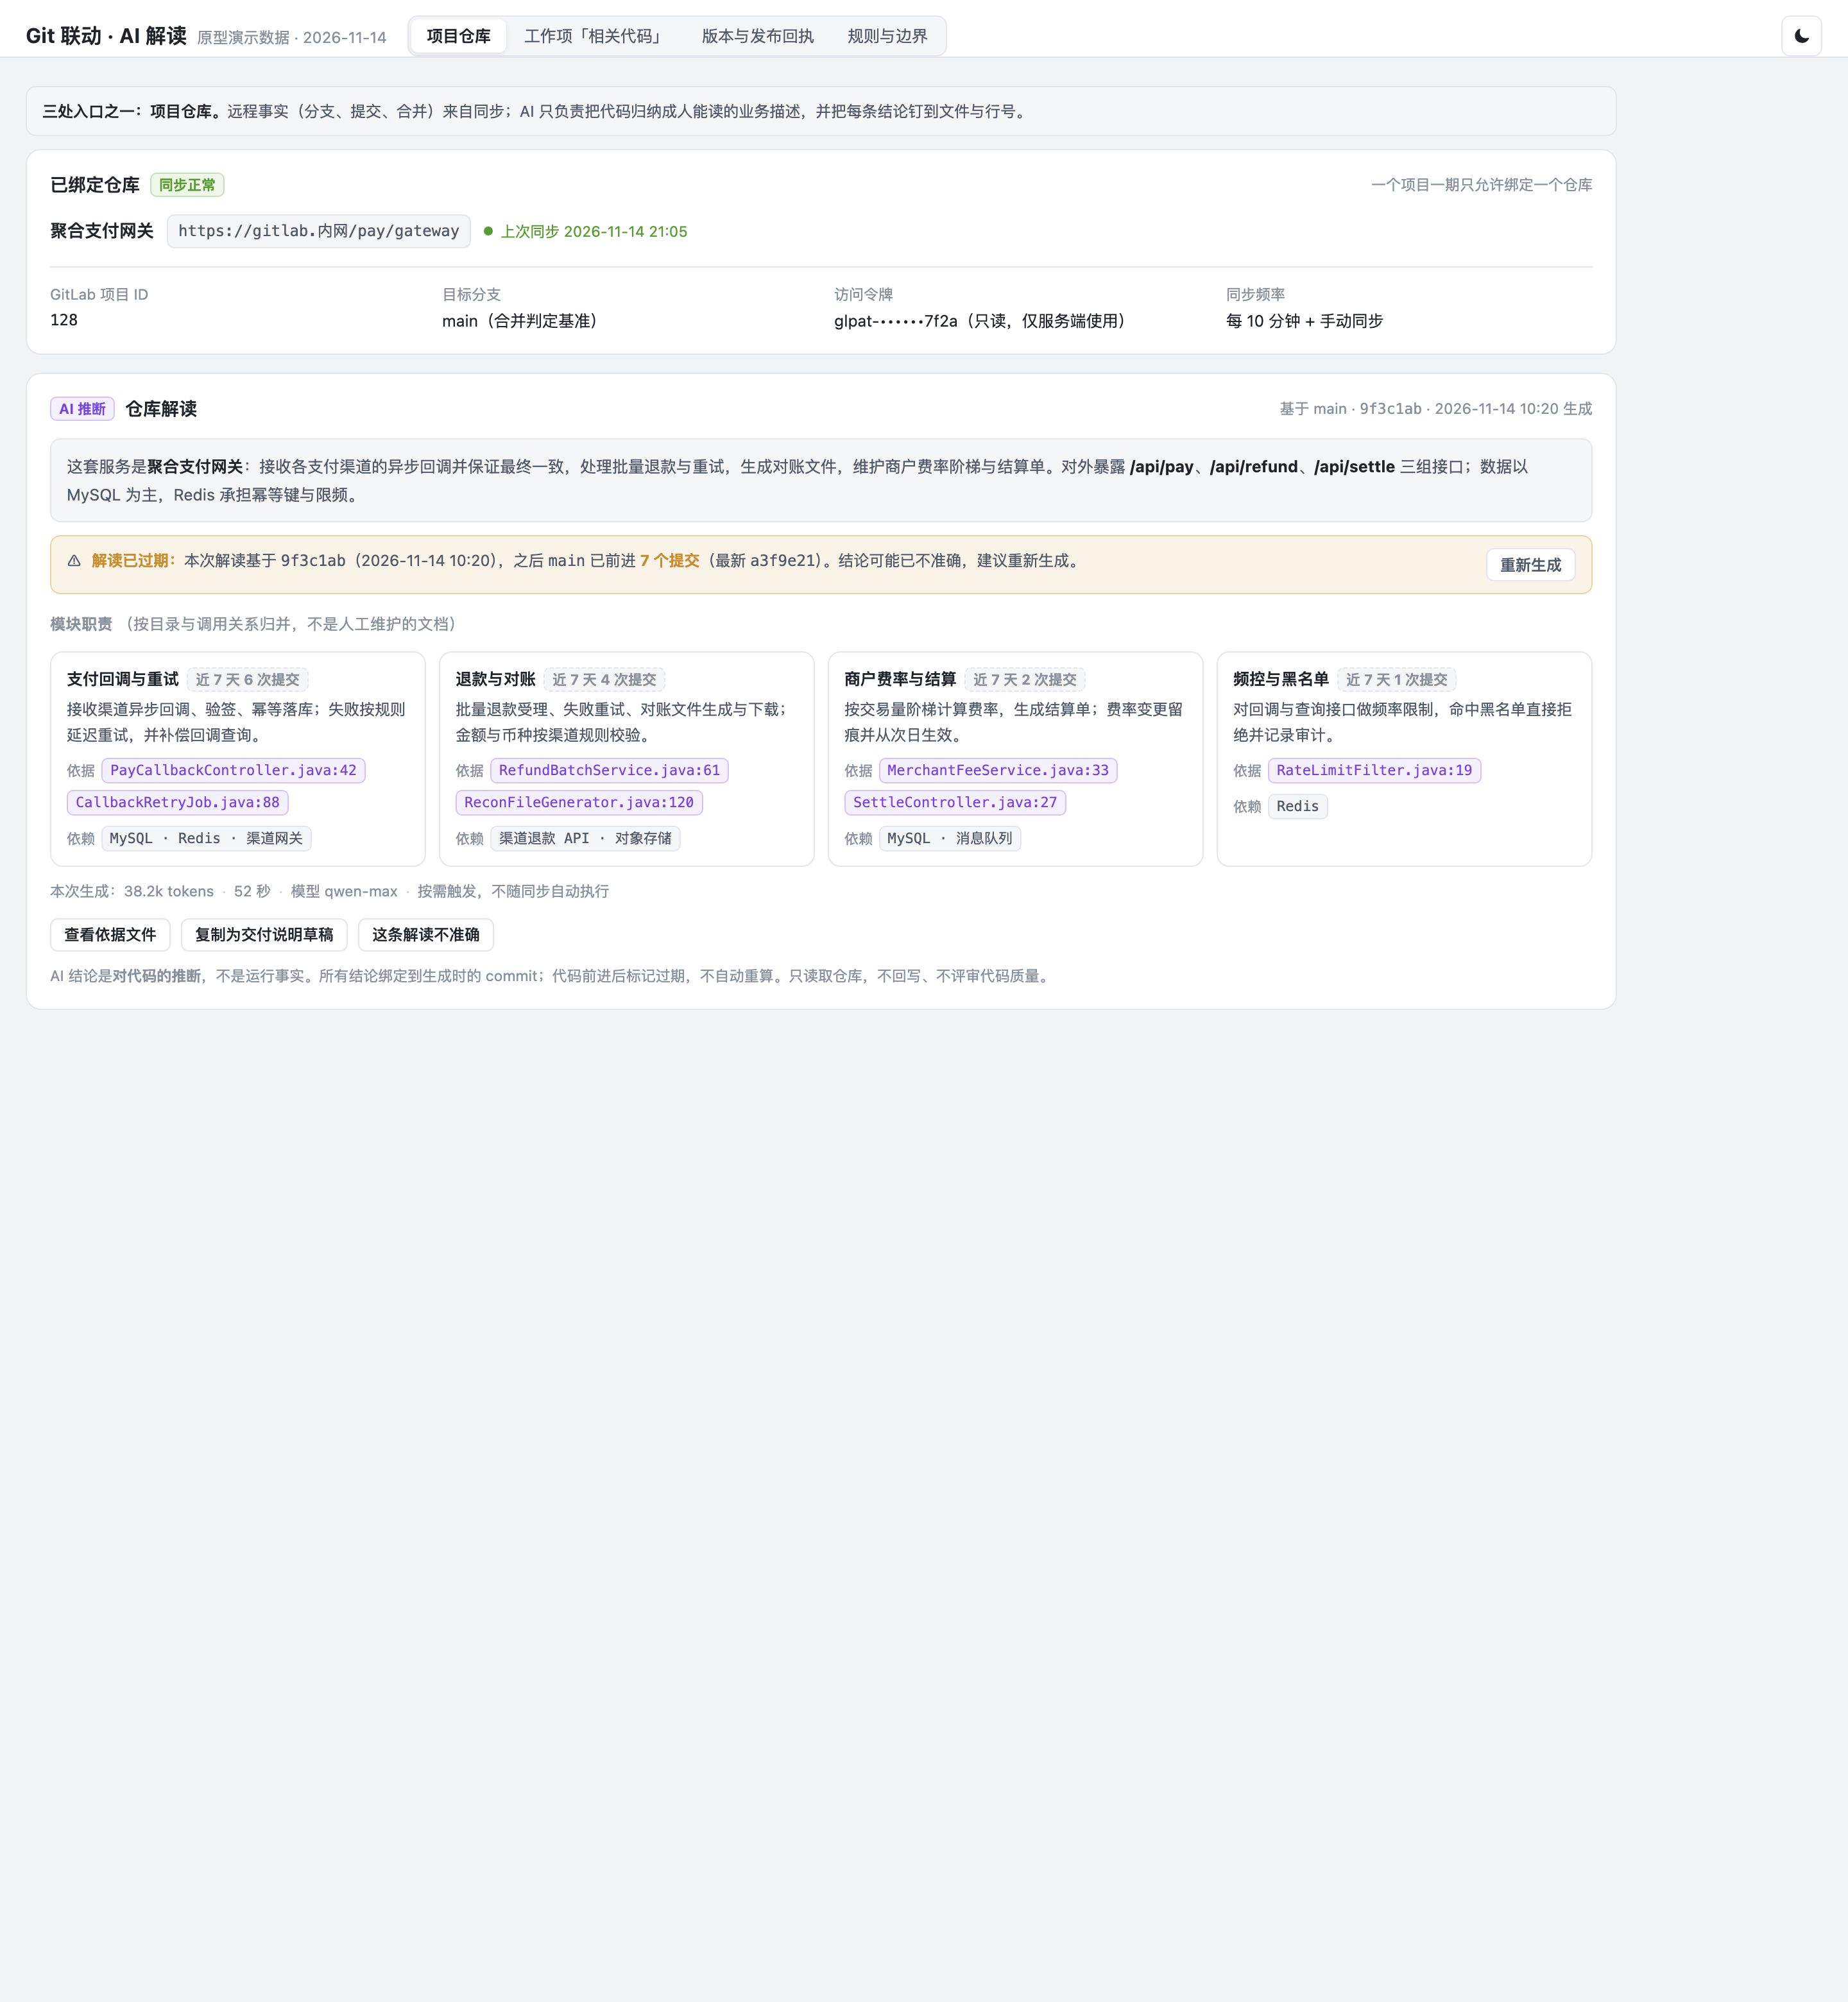 Git 联动 · AI 解读 原型演示数据 · 2026-11-14 项目仓库 工作项「相关代码」 版本与发布回执 规则与边界
三处入口之一：项目仓库。远程事实（分支、提交、合并）来自同步；AI 只负责把代码归纳成人能读的业务描述，并把每条结论钉到文件与行号。
已绑定仓库 同步正常 一个项目一期只允许绑定一个仓库
聚合支付网关 https://gitlab.内网/pay/gateway 上次同步 2026-11-14 21:05
GitLab 项目 ID 目标分支 访问令牌 同步频率
128 main（合并判定基准） glpat-••••••7f2a（只读，仅服务端使用） 每 10 分钟 + 手动同步
AI 推断 仓库解读 基于 main · 9f3c1ab · 2026-11-14 10:20 生成
这套服务是聚合支付网关：接收各支付渠道的异步回调并保证最终一致，处理批量退款与重试，生成对账文件，维护商户费率阶梯与结算单。对外暴露 /api/pay、/api/refund、/api/settle 三组接口；数据以
MySQL 为主，Redis 承担幂等键与限频。
⚠ 解读已过期：本次解读基于 9f3c1ab（2026-11-14 10:20），之后 main 已前进 7 个提交（最新 a3f9e21）。结论可能已不准确，建议重新生成。 重新生成
模块职责 （按目录与调用关系归并，不是人工维护的文档）
支付回调与重试 近 7 天 6 次提交
接收渠道异步回调、验签、幂等落库；失败按规则
延迟重试，并补偿回调查询。
依据 PayCallbackController.java:42
CallbackRetryJob.java:88
依赖 MySQL · Redis · 渠道网关
退款与对账 近 7 天 4 次提交
批量退款受理、失败重试、对账文件生成与下载；
金额与币种按渠道规则校验。
依据 RefundBatchService.java:61
ReconFileGenerator.java:120
依赖 渠道退款 API · 对象存储
商户费率与结算 近 7 天 2 次提交
按交易量阶梯计算费率，生成结算单；费率变更留
痕并从次日生效。
依据 MerchantFeeService.java:33
SettleController.java:27
依赖 MySQL · 消息队列
频控与黑名单 近 7 天 1 次提交
对回调与查询接口做频率限制，命中黑名单直接拒
绝并记录审计。
依据 RateLimitFilter.java:19
依赖 Redis
本次生成：38.2k tokens · 52 秒 · 模型 qwen-max · 按需触发，不随同步自动执行
查看依据文件 复制为交付说明草稿 这条解读不准确
AI 结论是对代码的推断，不是运行事实。所有结论绑定到生成时的 commit；代码前进后标记过期，不自动重算。只读取仓库，不回写、不评审代码质量。